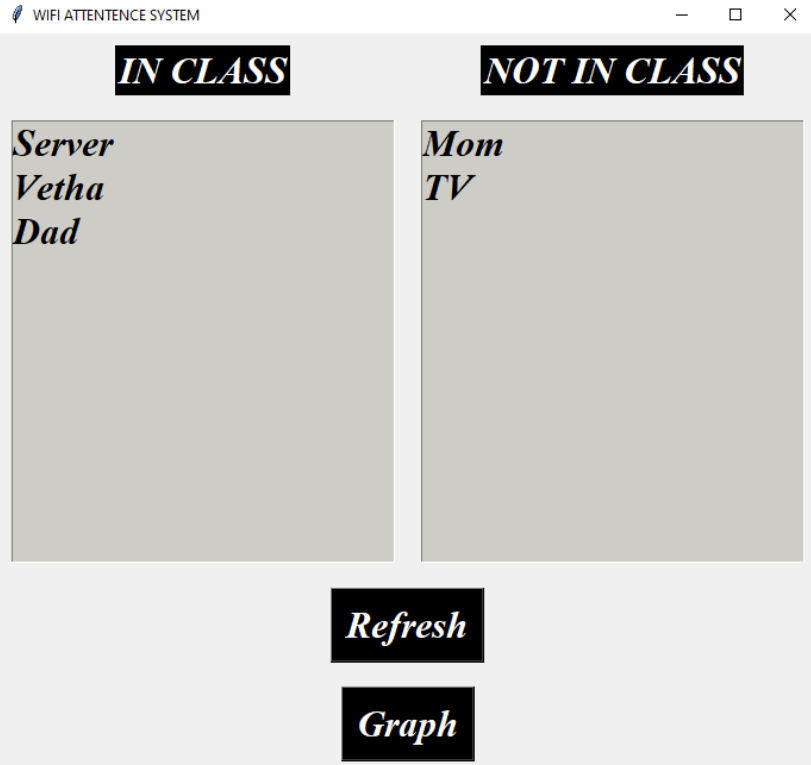 WIFI ATTENTENCE SYSTEM
IN CLASS
NOT IN CLASS
Server
Vetha
Dad
Mom
TV
Refresh
Graph